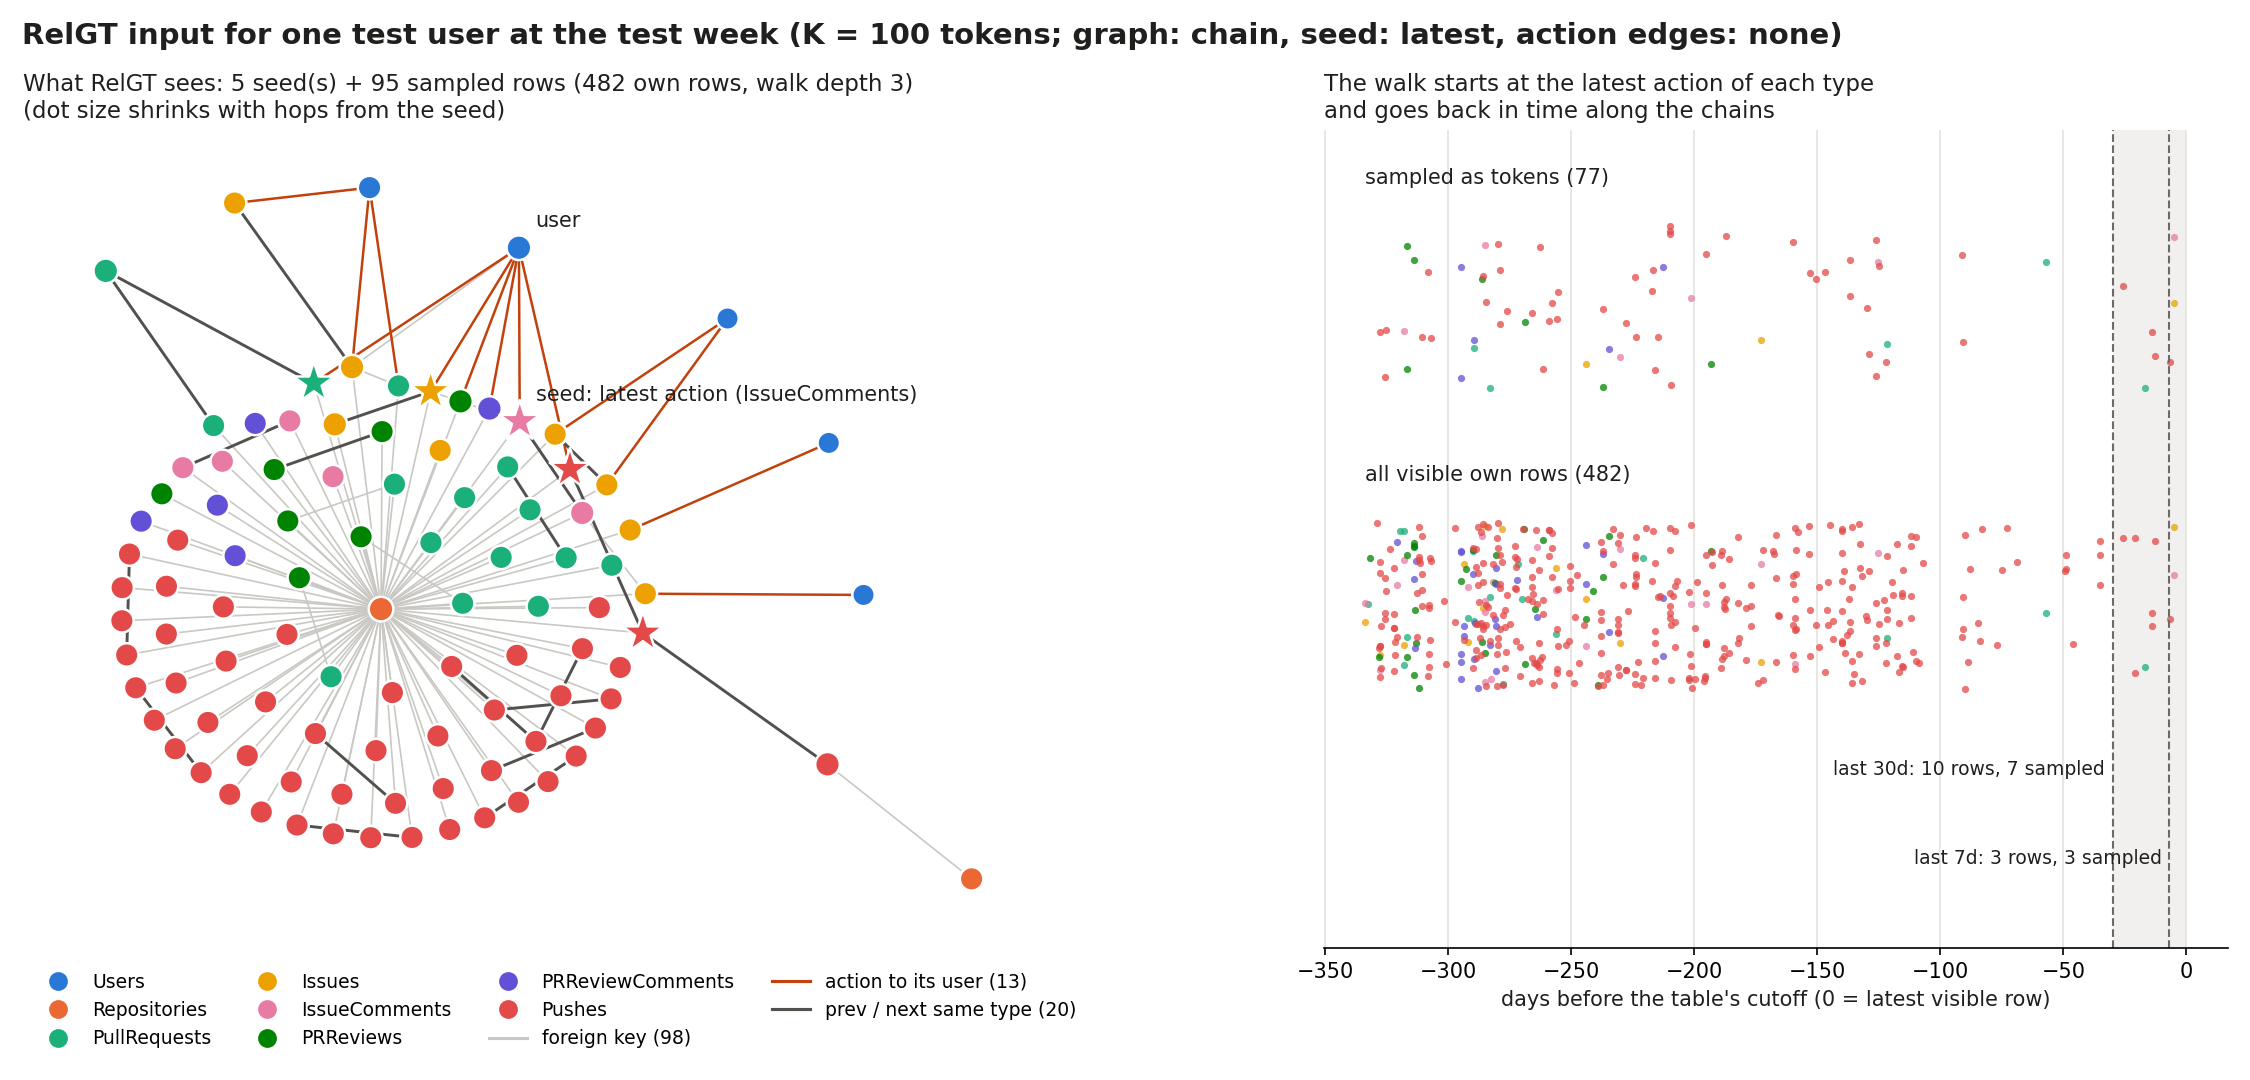 RelGT input for one test user at the test week (K = 100 tokens; graph: chain, seed: latest, action edges: none)
What RelGT sees: 5 seed(s) + 95 sampled rows (482 own rows, walk depth 3)
(dot size shrinks with hops from the seed)
user
seed: latest action (IssueComments)
Users
Repositories
PullRequests
Issues
IssueComments
PRReviews
PRReviewComments
Pushes
foreign key (98)
action to its user (13)
prev / next same type (20)
The walk starts at the latest action of each type
and goes back in time along the chains
sampled as tokens (77)
all visible own rows (482)
last 30d: 10 rows, 7 sampled
last 7d: 3 rows, 3 sampled
−350 −300 −250 −200 −150 −100 −50 0
days before the table's cutoff (0 = latest visible row)